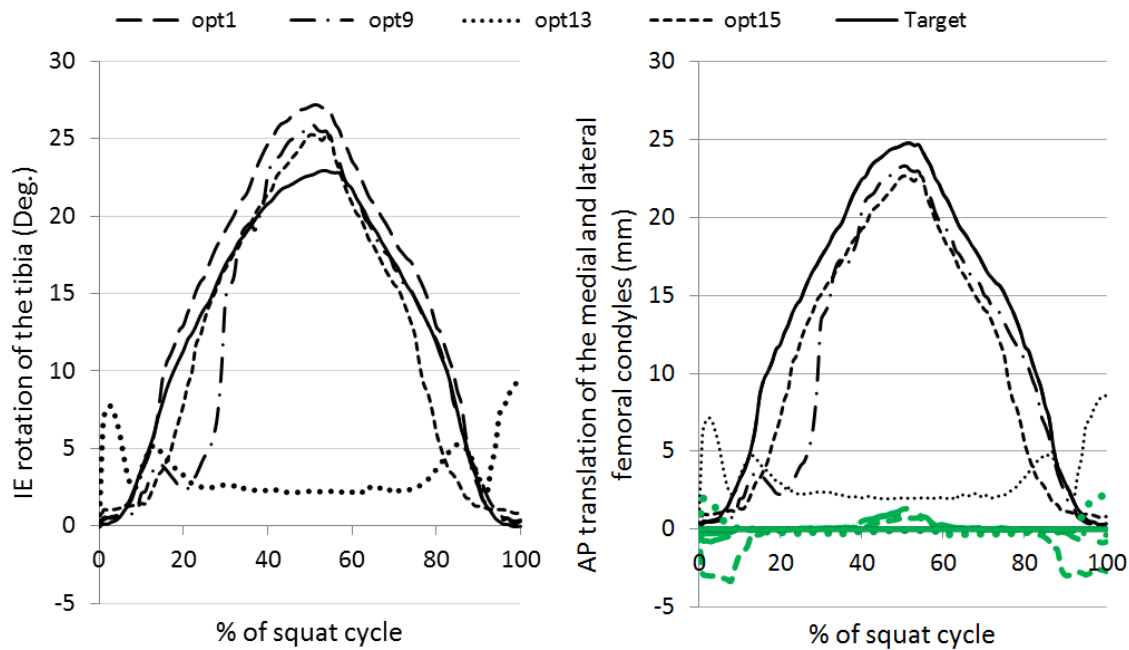 opt1 opt9 opt13 opt15 Target
30
25
20
15
10
5
0
-5
0 20 40 60 80 100
IE rotation of the tibia (Deg.)
% of squat cycle
30
25
20
15
10
5
0
-5
0 20 40 60 80 100
AP translation of the medial and lateral
femoral condyles (mm)
% of squat cycle